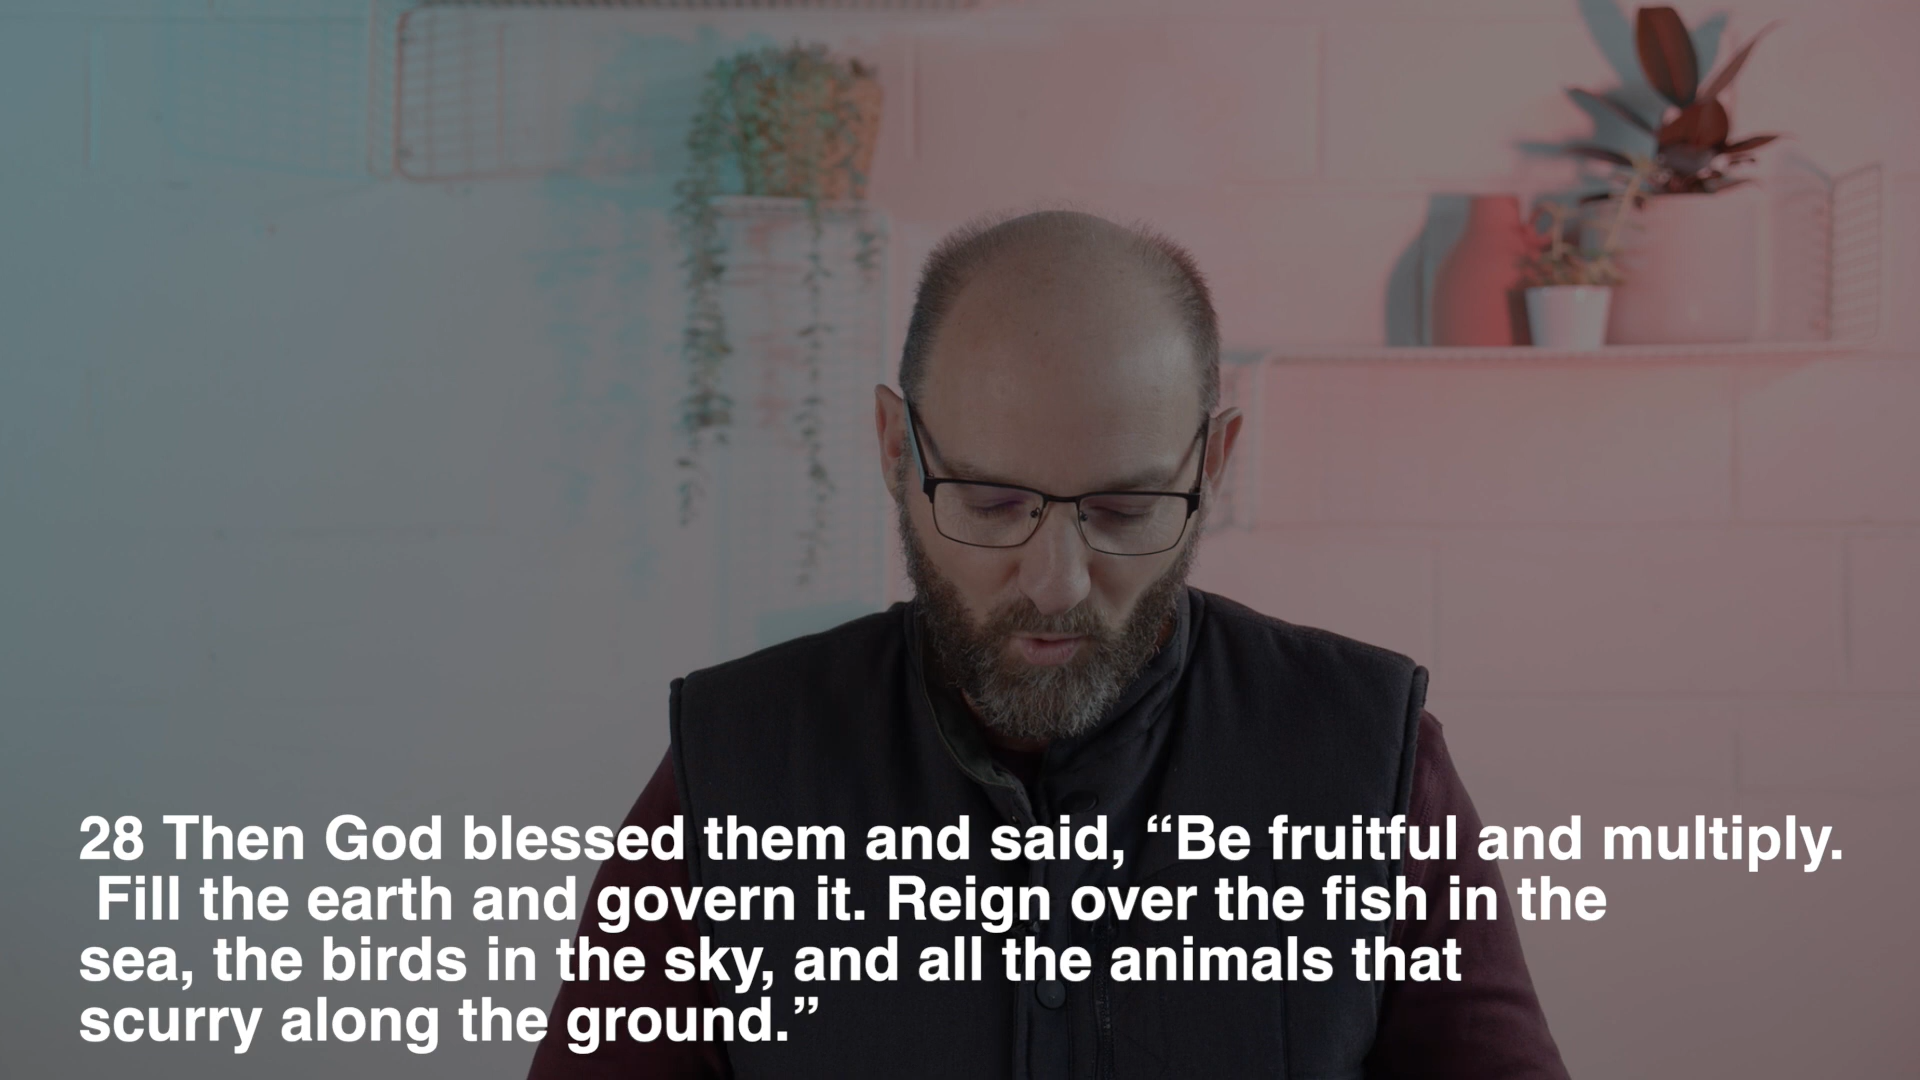 28 Then God blessed them and said, “Be fruitful and multiply.
Fill the earth and govern it. Reign over the fish in the
sea, the birds in the sky, and all the animals that
scurry along the ground.”